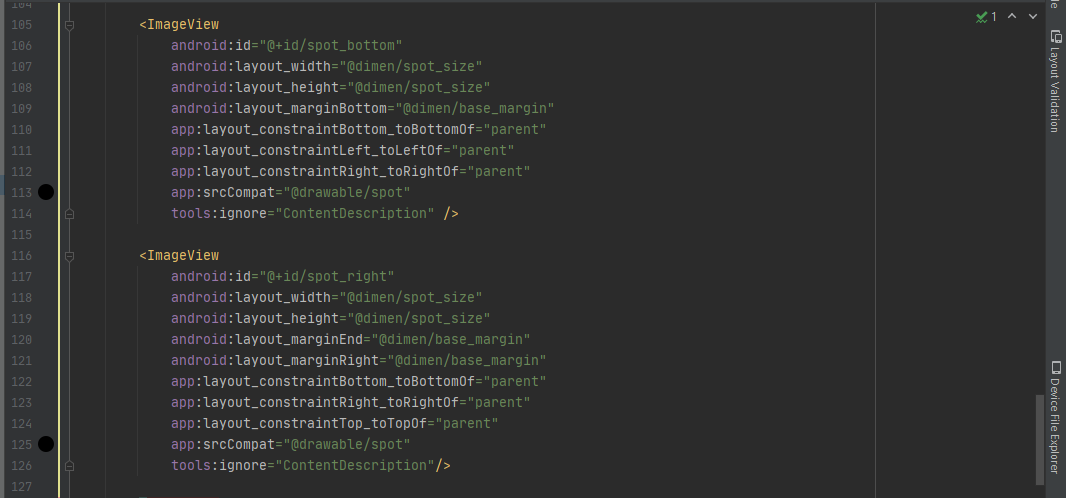 104
105 <ImageView
106 android:id="@+id/spot_bottom"
107 android:layout_width="@dimen/spot_size"
108 android:layout_height="@dimen/spot_size"
109 android:layout_marginBottom="@dimen/base_margin"
110 app:layout_constraintBottom_toBottomOf="parent"
111 app:layout_constraintLeft_toLeftOf="parent"
112 app:layout_constraintRight_toRightOf="parent"
113 app:srcCompat="@drawable/spot"
114 tools:ignore="ContentDescription" />
115
116 <ImageView
117 android:id="@+id/spot_right"
118 android:layout_width="@dimen/spot_size"
119 android:layout_height="@dimen/spot_size"
120 android:layout_marginEnd="@dimen/base_margin"
121 android:layout_marginRight="@dimen/base_margin"
122 app:layout_constraintBottom_toBottomOf="parent"
123 app:layout_constraintRight_toRightOf="parent"
124 app:layout_constraintTop_toTopOf="parent"
125 app:srcCompat="@drawable/spot"
126 tools:ignore="ContentDescription"/>
127
1
Layout Validation
Device File Explorer